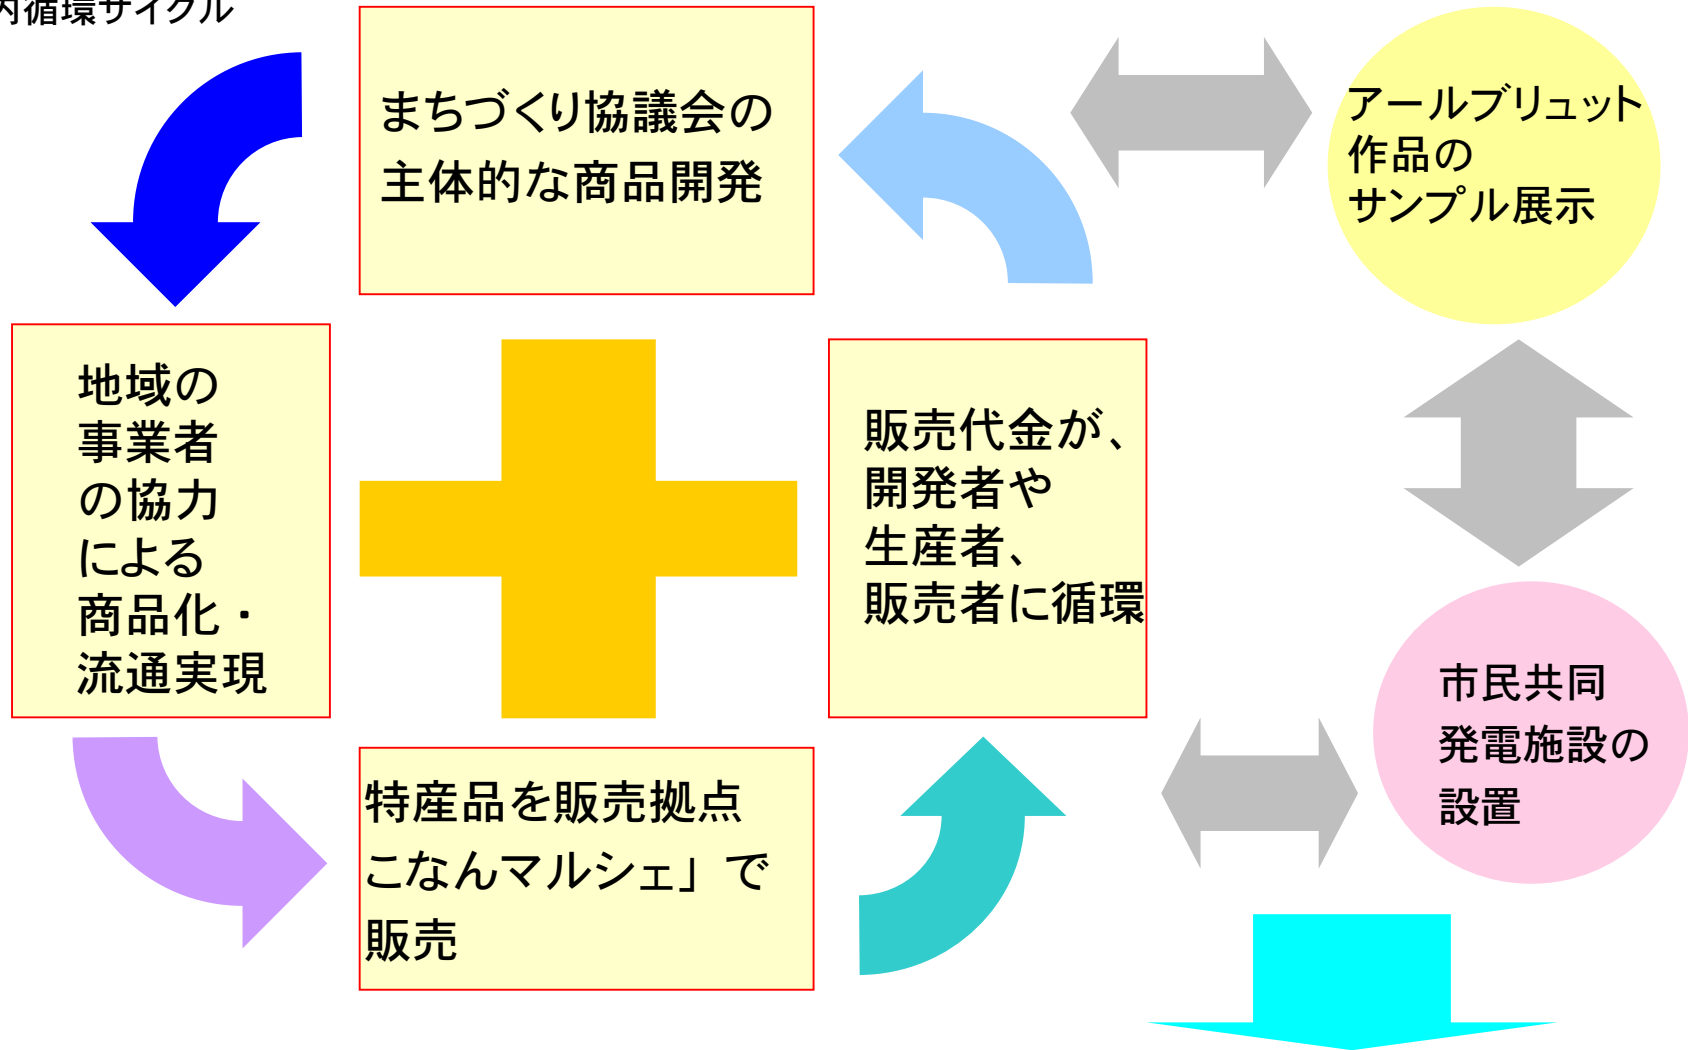 内循環サイクル
まちづくり協議会の
主体的な商品開発
アールブリュット
作品の
サンプル展示
地域の
事業者
の協力
による
商品化・
流通実現
販売代金が、
開発者や
生産者、
販売者に循環
市民共同
発電施設の
設置
特産品を販売拠点
こなんマルシェ」で
販売